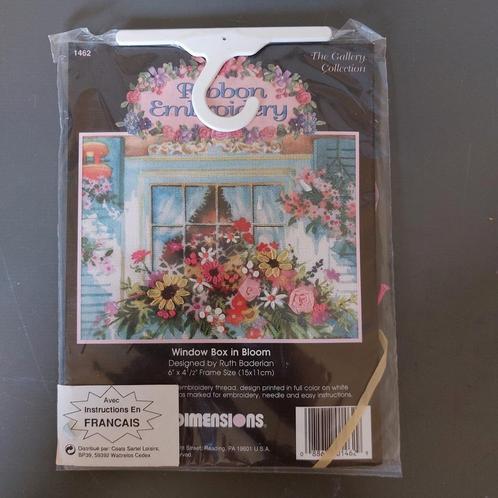 1462
The Gallery
Collection
Ribbon
Embroidery
Window Box in Bloom
Designed by Ruth Baderian
6" x 4 1/2" Frame Size (15x11cm)
embroidery thread, design printed in full color on white
marked for embroidery, needle and easy instructions.
DIMENSIONS
Street, Reading, PA 19601 U.S.A.
Avec
Instructions En
FRANCAIS
Distribué par: Coats Sartel Loisirs,
BP39, 59392 Wattrelos Cedex